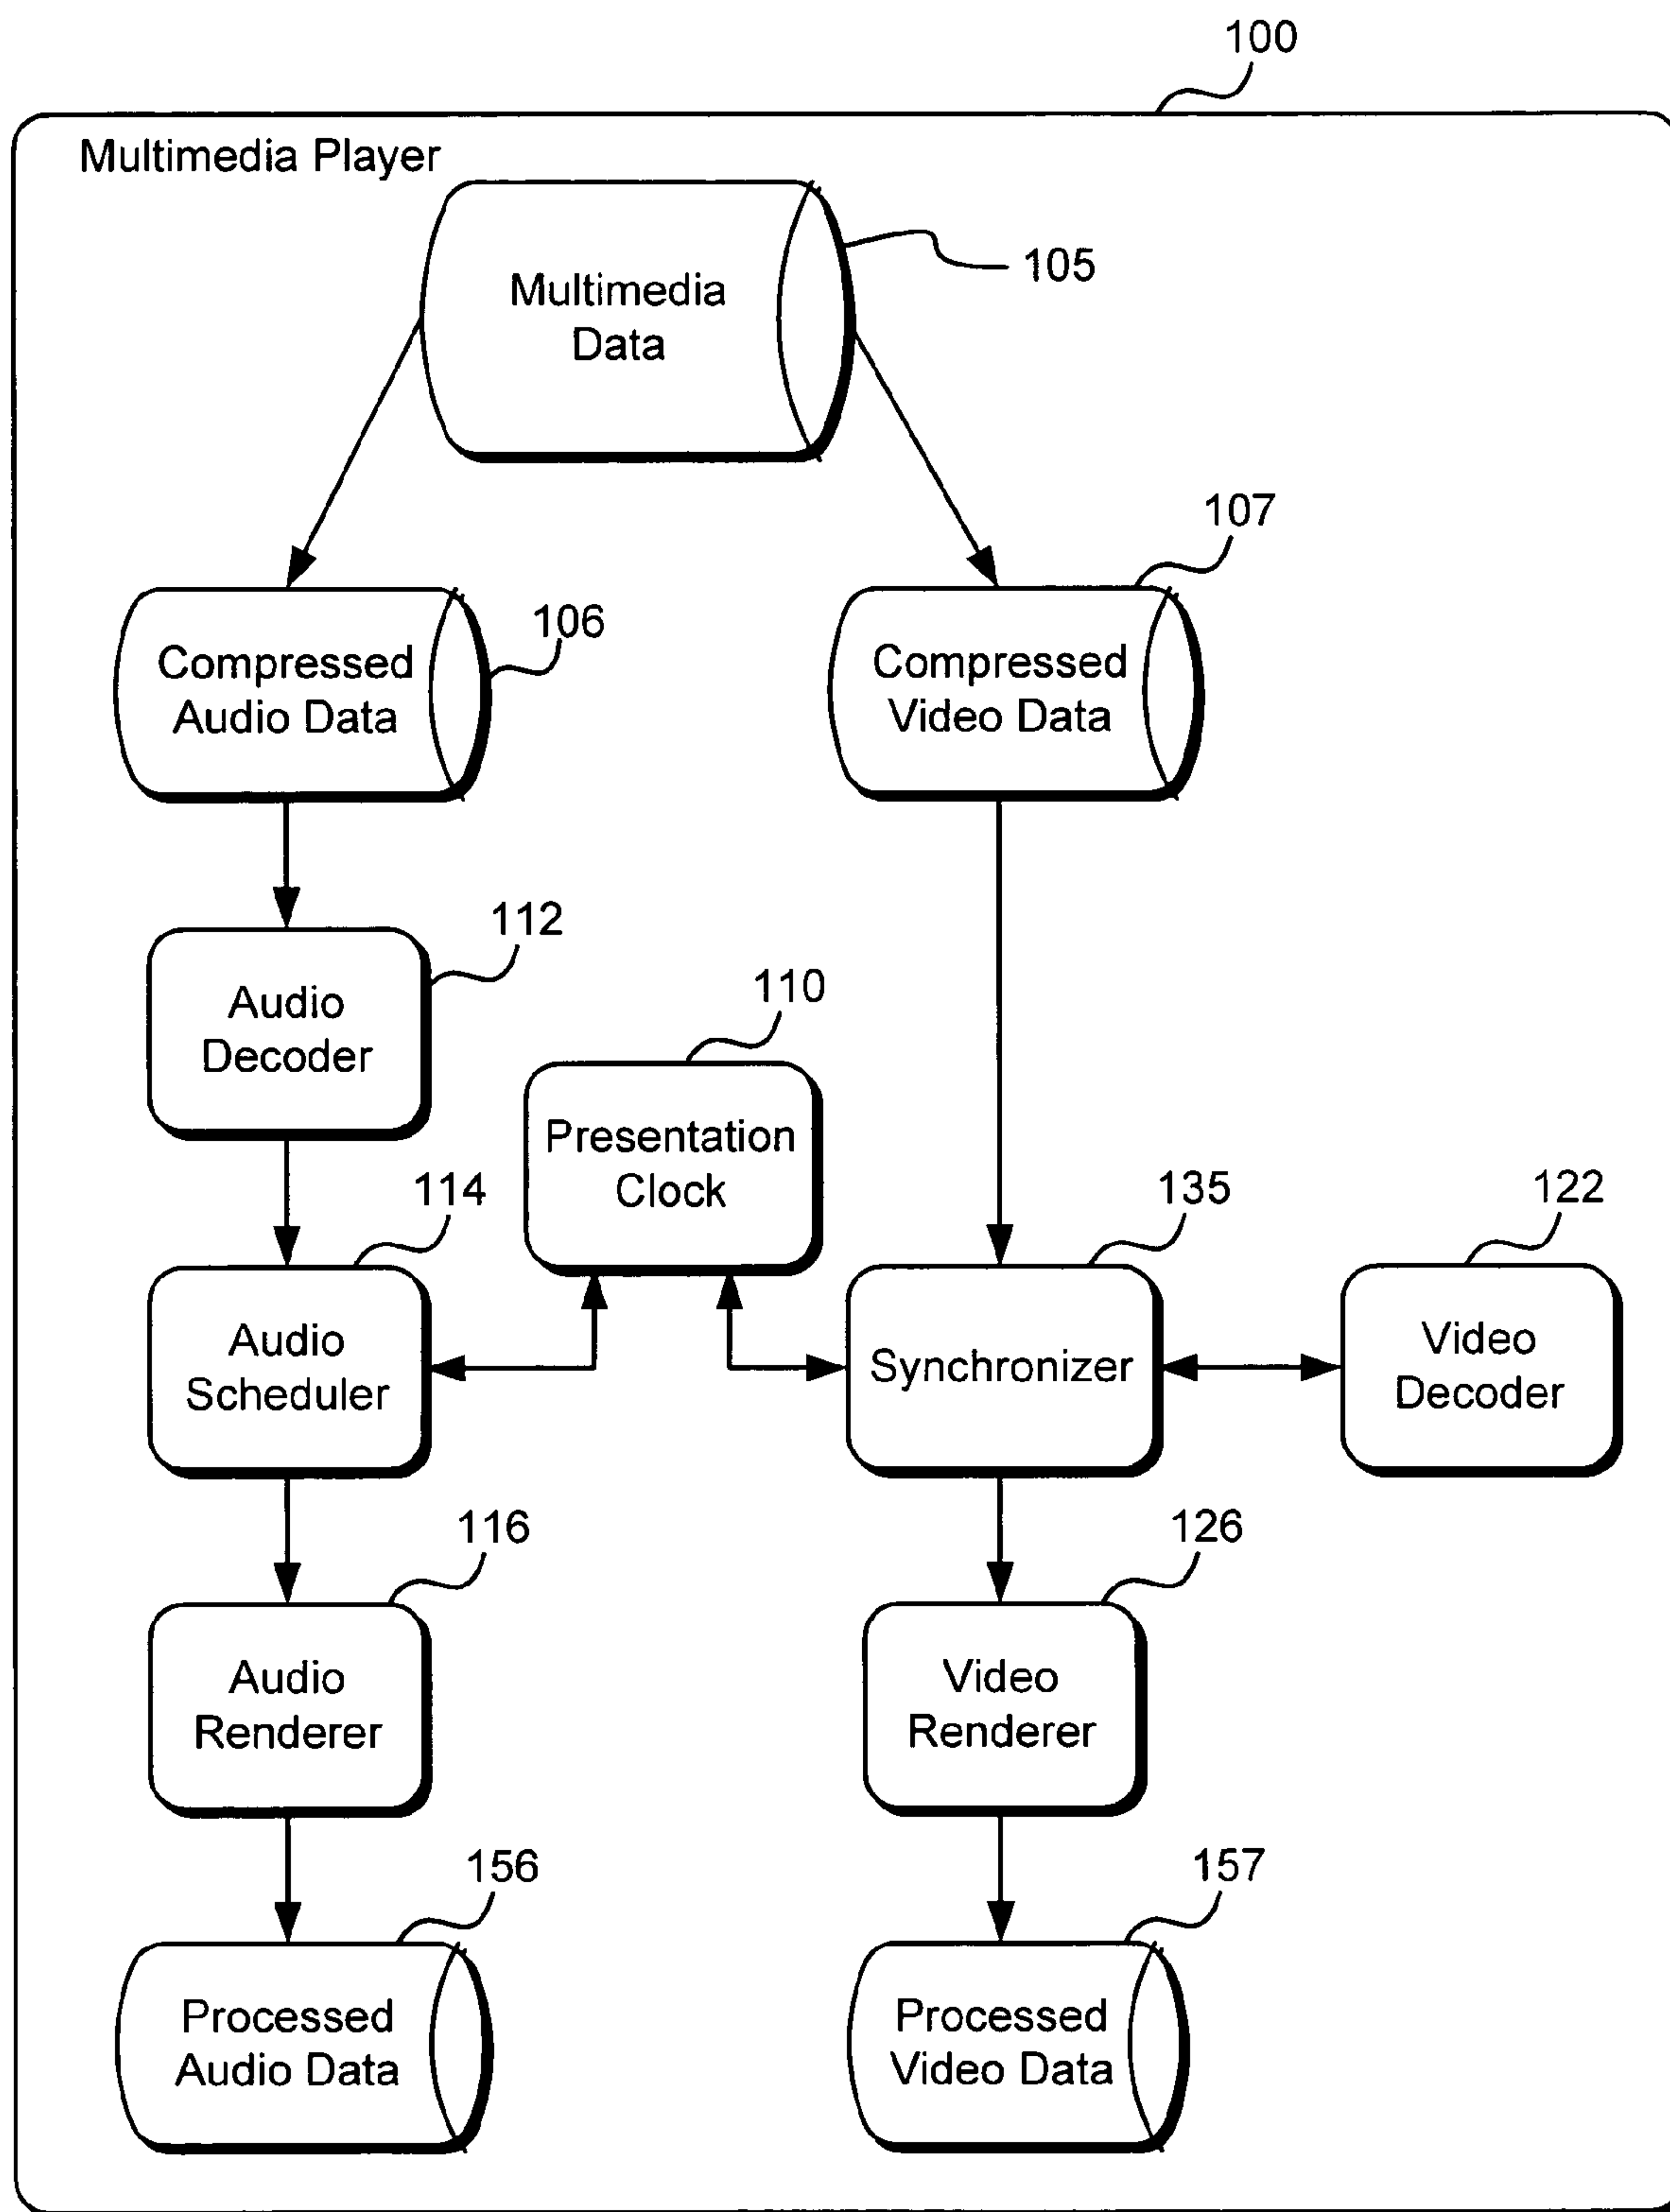 100
Multimedia Player
Multimedia
Data
105
107
106
Compressed
Audio Data
Compressed
Video Data
112
Audio
Decoder
110
Presentation
Clock
114
135
122
Audio
Scheduler
Synchronizer
Video
Decoder
116
126
Audio
Renderer
Video
Renderer
156
157
Processed
Audio Data
Processed
Video Data